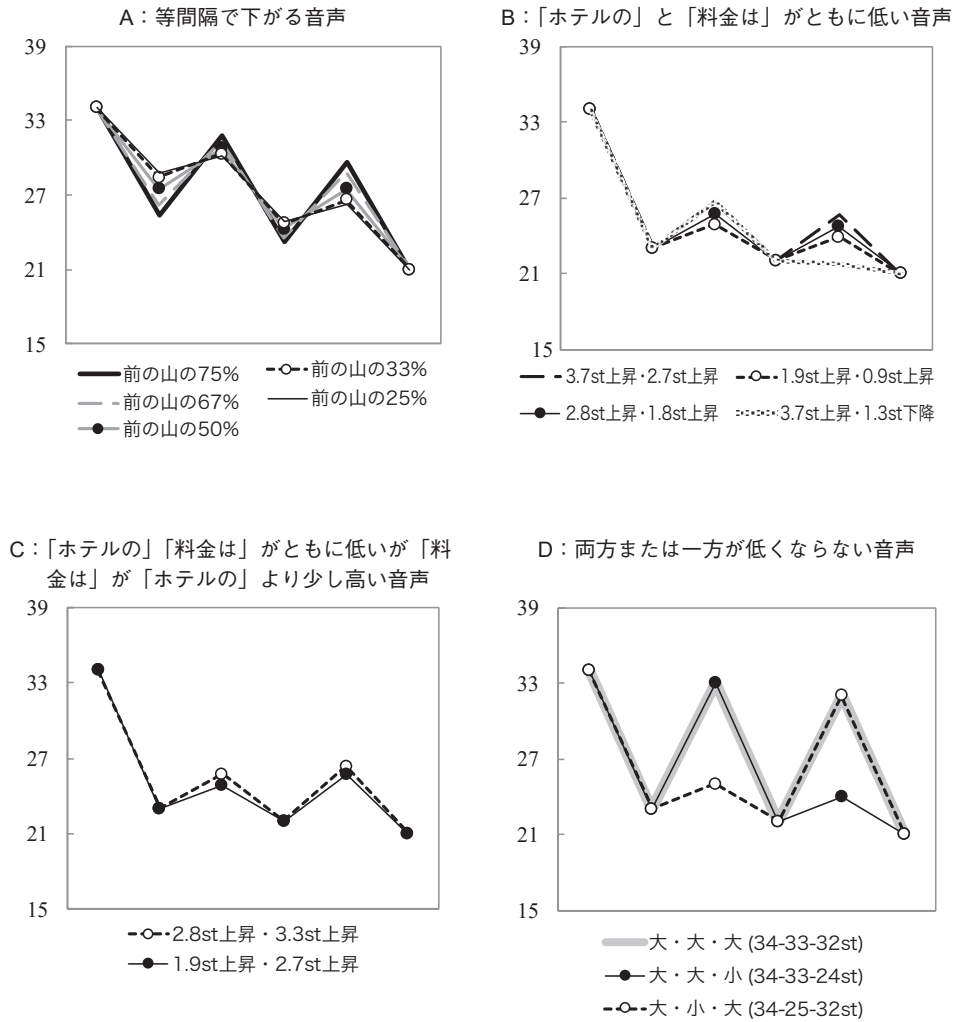 A：等間隔で下がる音声
39
33
27
21
15
前の山の75%
前の山の33%
前の山の67%
前の山の25%
前の山の50%
B：「ホテルの」と「料金は」がともに低い音声
39
33
27
21
15
3.7st上昇・2.7st上昇
1.9st上昇・0.9st上昇
2.8st上昇・1.8st上昇
3.7st上昇・1.3st下降
C：「ホテルの」「料金は」がともに低いが「料
金は」が「ホテルの」より少し高い音声
39
33
27
21
15
2.8st上昇・3.3st上昇
1.9st上昇・2.7st上昇
D：両方または一方が低くならない音声
39
33
27
21
15
大・大・大 (34-33-32st)
大・大・小 (34-33-24st)
大・小・大 (34-25-32st)